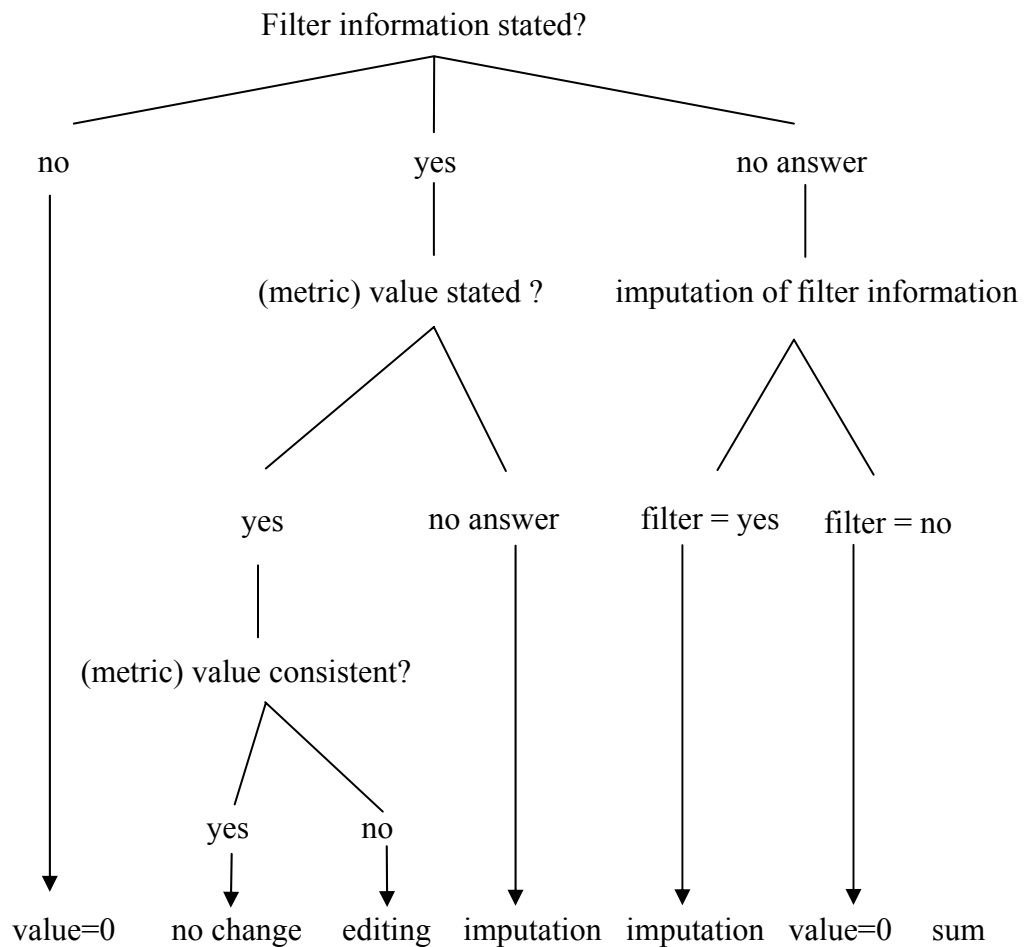 Filter information stated?
no yes no answer
(metric) value stated ? imputation of filter information
yes no answer filter = yes filter = no
(metric) value consistent?
yes no
value=0 no change editing imputation imputation value=0 sum